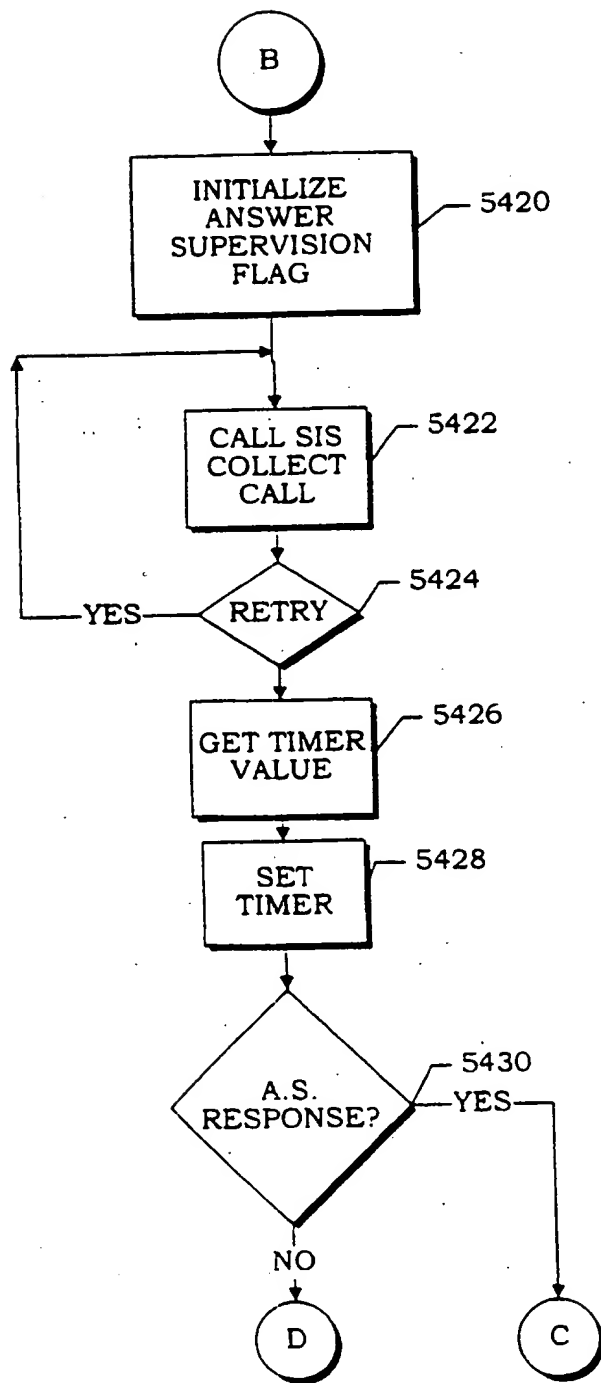 B
INITIALIZE
ANSWER
SUPERVISION
FLAG
5420
CALL SIS
COLLECT
CALL
5422
RETRY
5424
YES
GET TIMER
VALUE
5426
SET
TIMER
5428
A.S.
RESPONSE?
5430
YES
NO
D
C